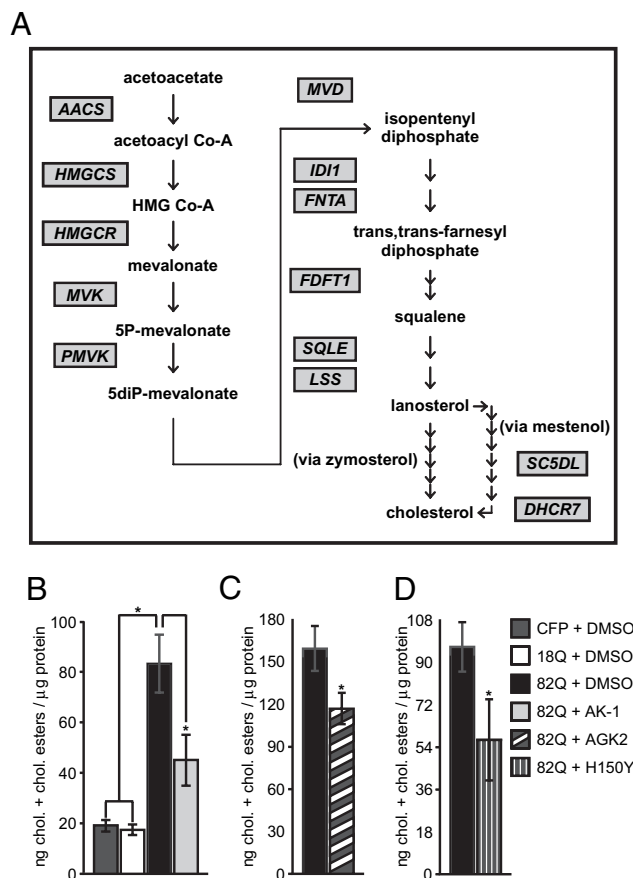 A
acetoacetate
AACS
acetoacyl Co-A
HMGCS
HMG Co-A
HMGCR
mevalonate
MVK
5P-mevalonate
PMVK
5diP-mevalonate
MVD
isopentenyl
diphosphate
IDI1
FNTA
trans,trans-farnesyl
diphosphate
FDFT1
squalene
SQLE
LSS
lanosterol
(via mestenol)
(via zymosterol)
SC5DL
cholesterol
DHCR7
B
ng chol. + chol. esters / µg protein
100
80
60
40
20
0
*
*
C
ng chol. + chol. esters / µg protein
180
150
120
90
60
30
0
*
D
ng chol. + chol. esters / µg protein
108
90
72
54
36
18
0
*
CFP + DMSO
18Q + DMSO
82Q + DMSO
82Q + AK-1
82Q + AGK2
82Q + H150Y